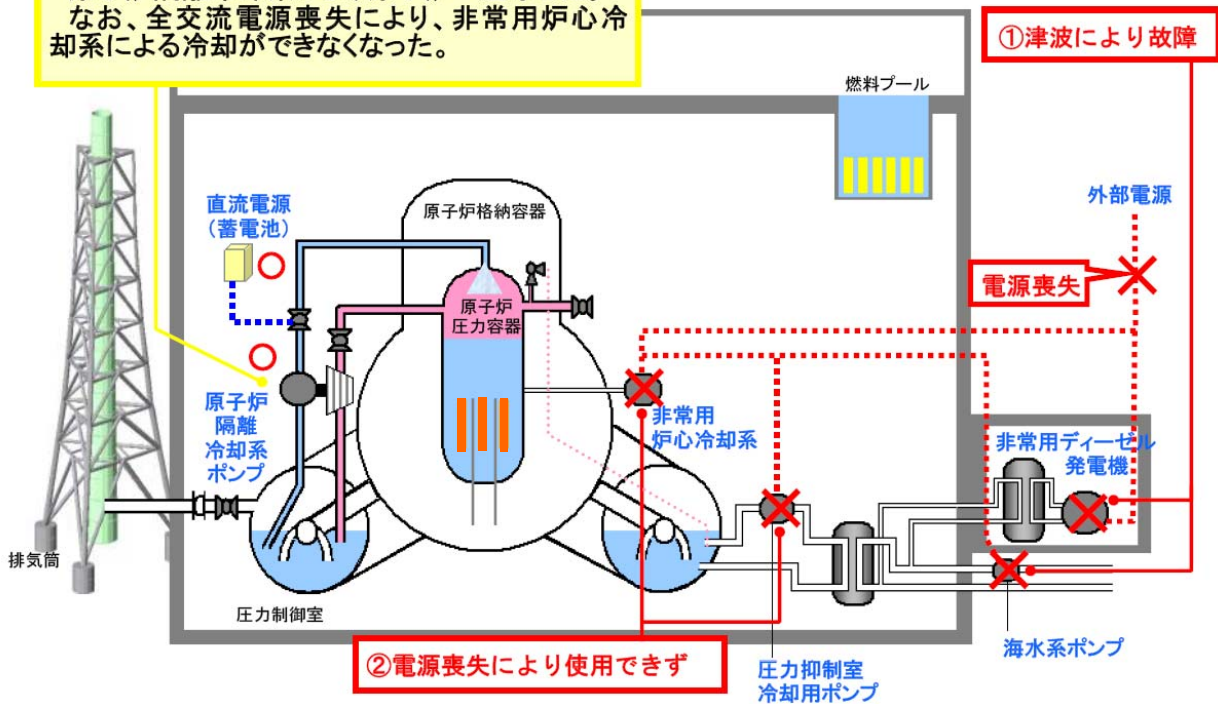 なお、全交流電源喪失により、非常用炉心冷
却系による冷却ができなくなった。
①津波により故障
燃料プール
外部電源
直流電源
(蓄電池)
原子炉格納容器
電源喪失
原子炉
圧力容器
原子炉
隔離
冷却系
ポンプ
非常用
炉心冷却系
非常用ディーゼル
発電機
排気筒
圧力制御室
②電源喪失により使用できず
圧力抑制室
冷却用ポンプ
海水系ポンプ